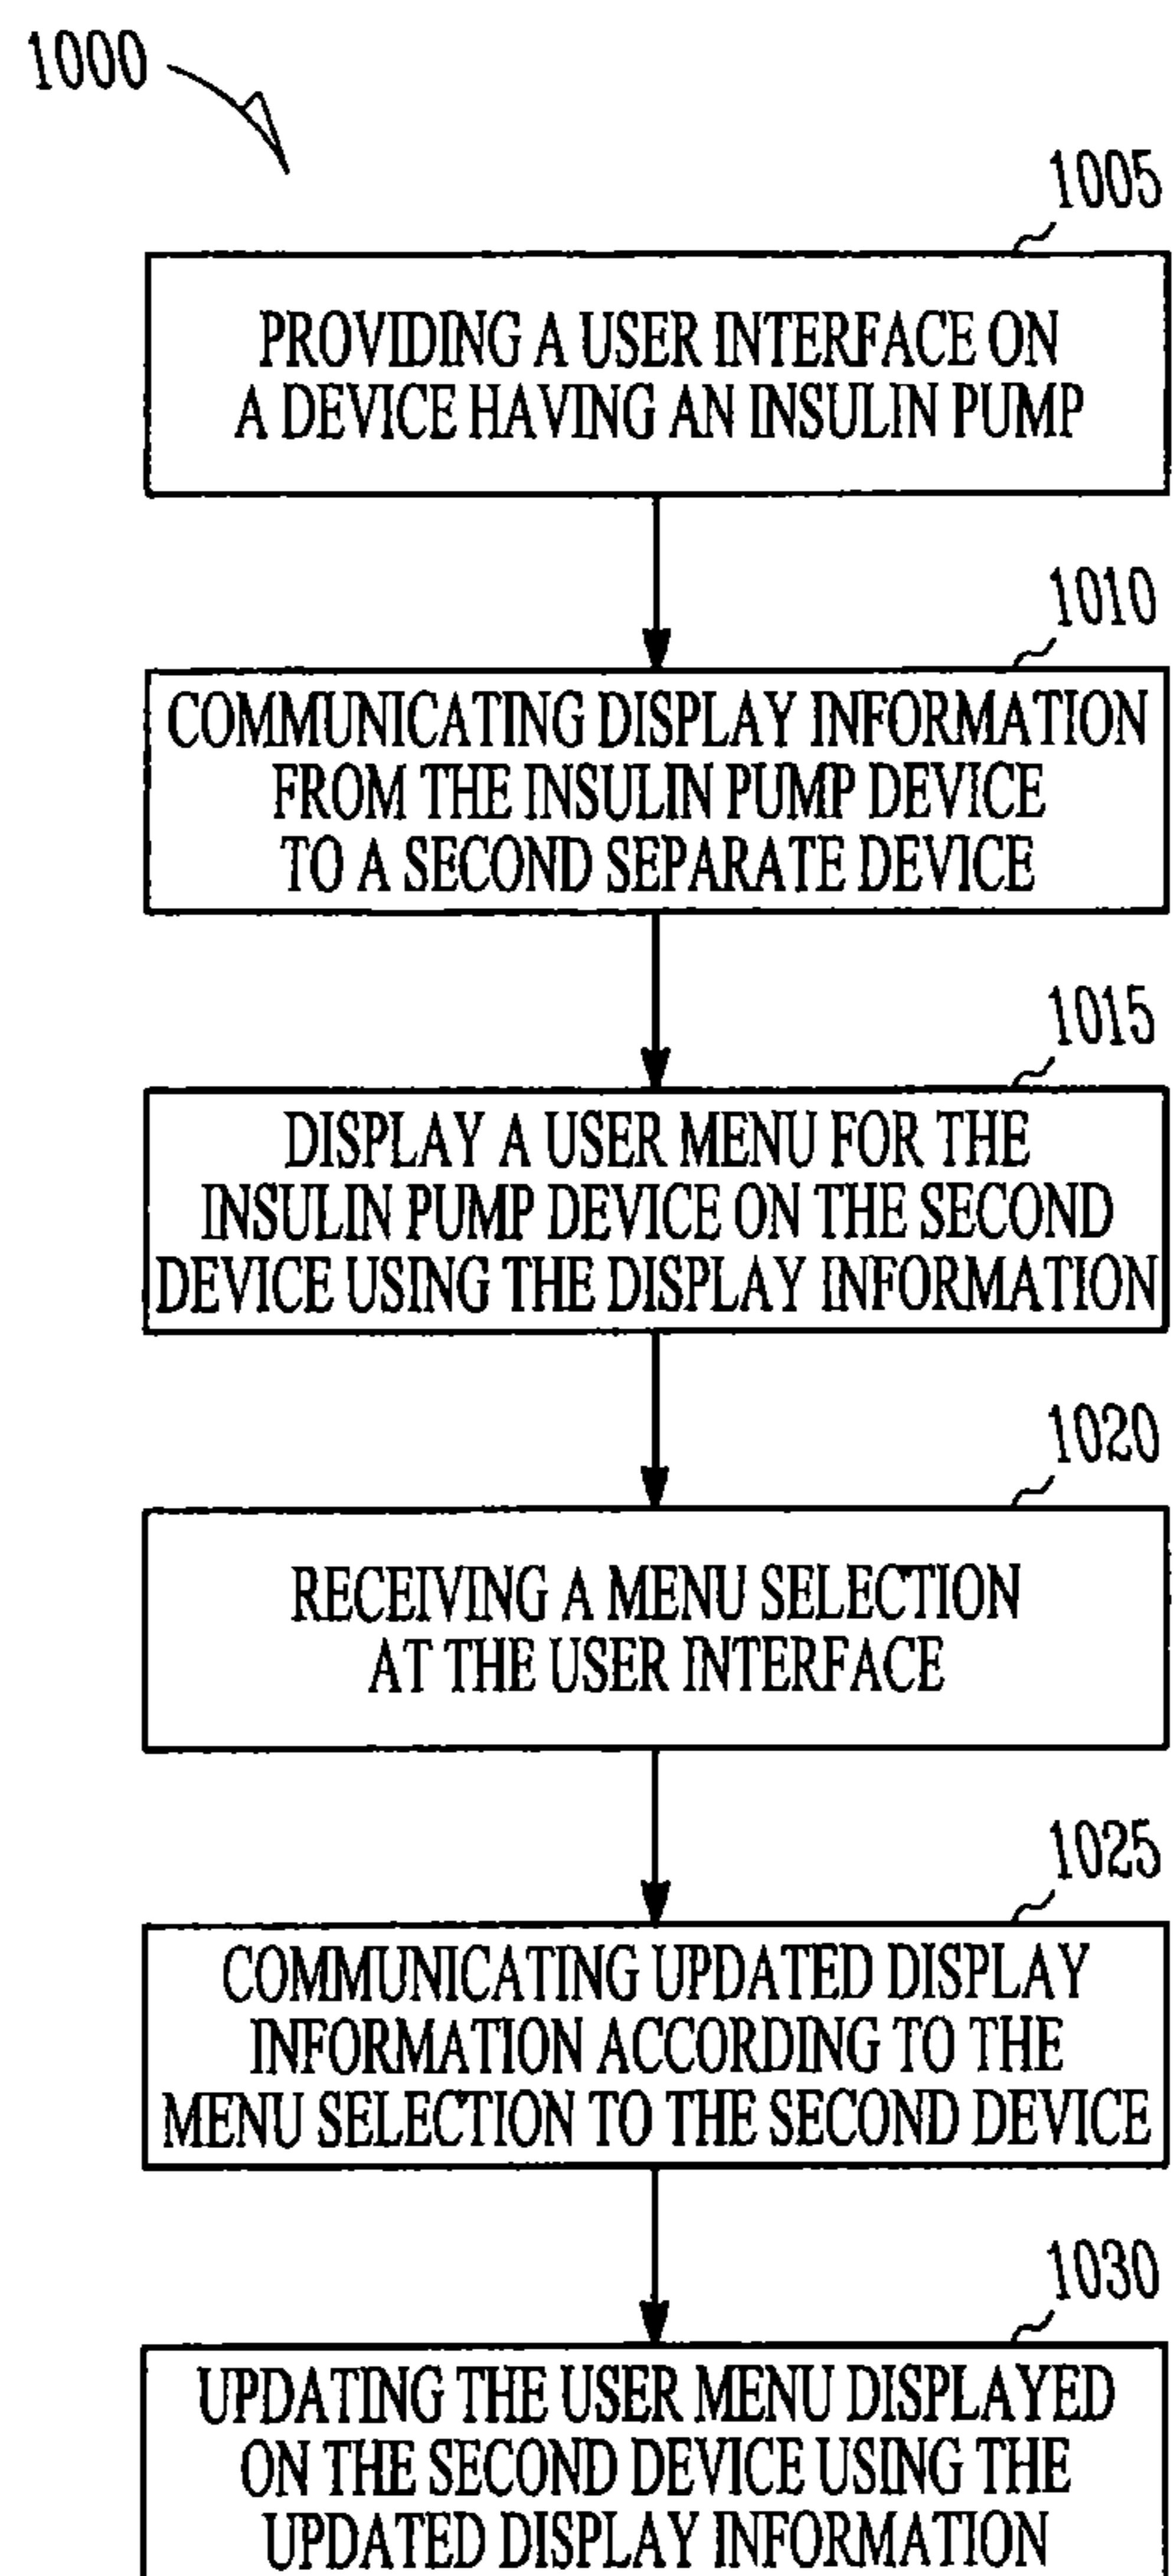 1000
1005
PROVIDING A USER INTERFACE ON
A DEVICE HAVING AN INSULIN PUMP
1010
COMMUNICATING DISPLAY INFORMATION
FROM THE INSULIN PUMP DEVICE
TO A SECOND SEPARATE DEVICE
1015
DISPLAY A USER MENU FOR THE
INSULIN PUMP DEVICE ON THE SECOND
DEVICE USING THE DISPLAY INFORMATION
1020
RECEIVING A MENU SELECTION
AT THE USER INTERFACE
1025
COMMUNICATING UPDATED DISPLAY
INFORMATION ACCORDING TO THE
MENU SELECTION TO THE SECOND DEVICE
1030
UPDATING THE USER MENU DISPLAYED
ON THE SECOND DEVICE USING THE
UPDATED DISPLAY INFORMATION